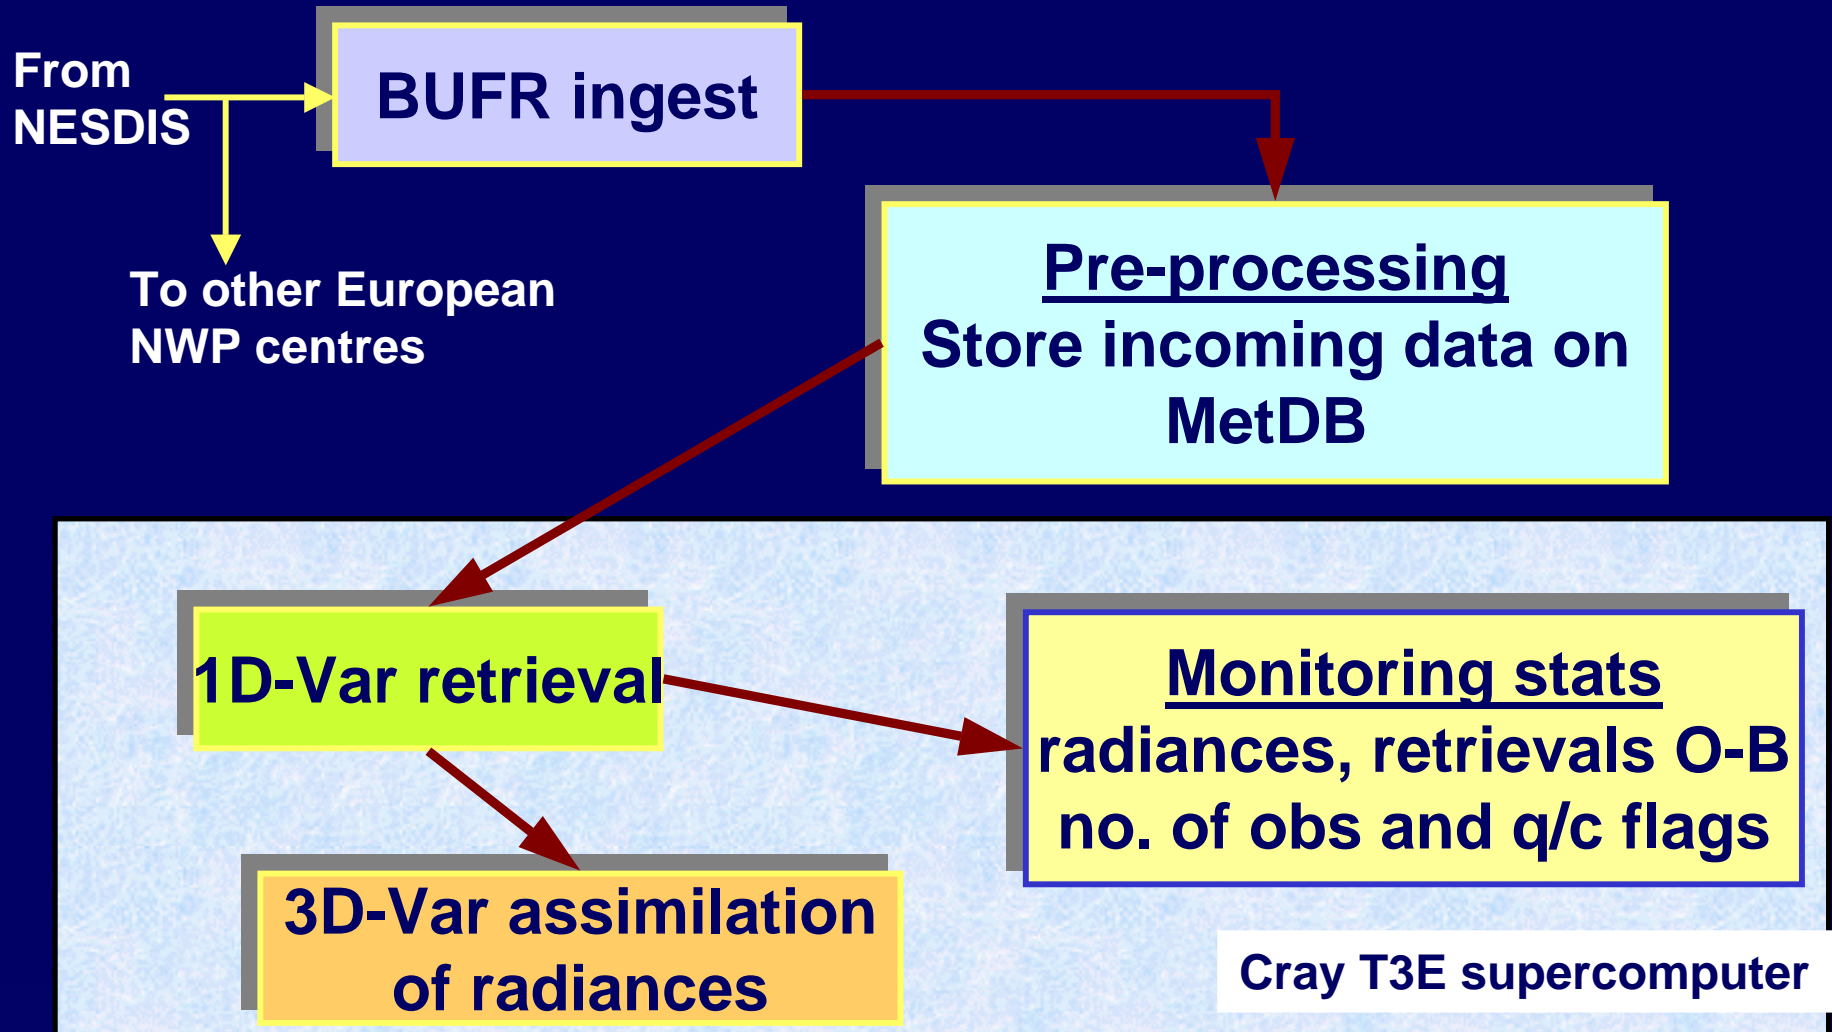 From
NESDIS
BUFR ingest
To other European
NWP centres
Pre-processing
Store incoming data on
MetDB
1D-Var retrieval
Monitoring stats
radiances, retrievals O-B
no. of obs and q/c flags
3D-Var assimilation
of radiances
Cray T3E supercomputer